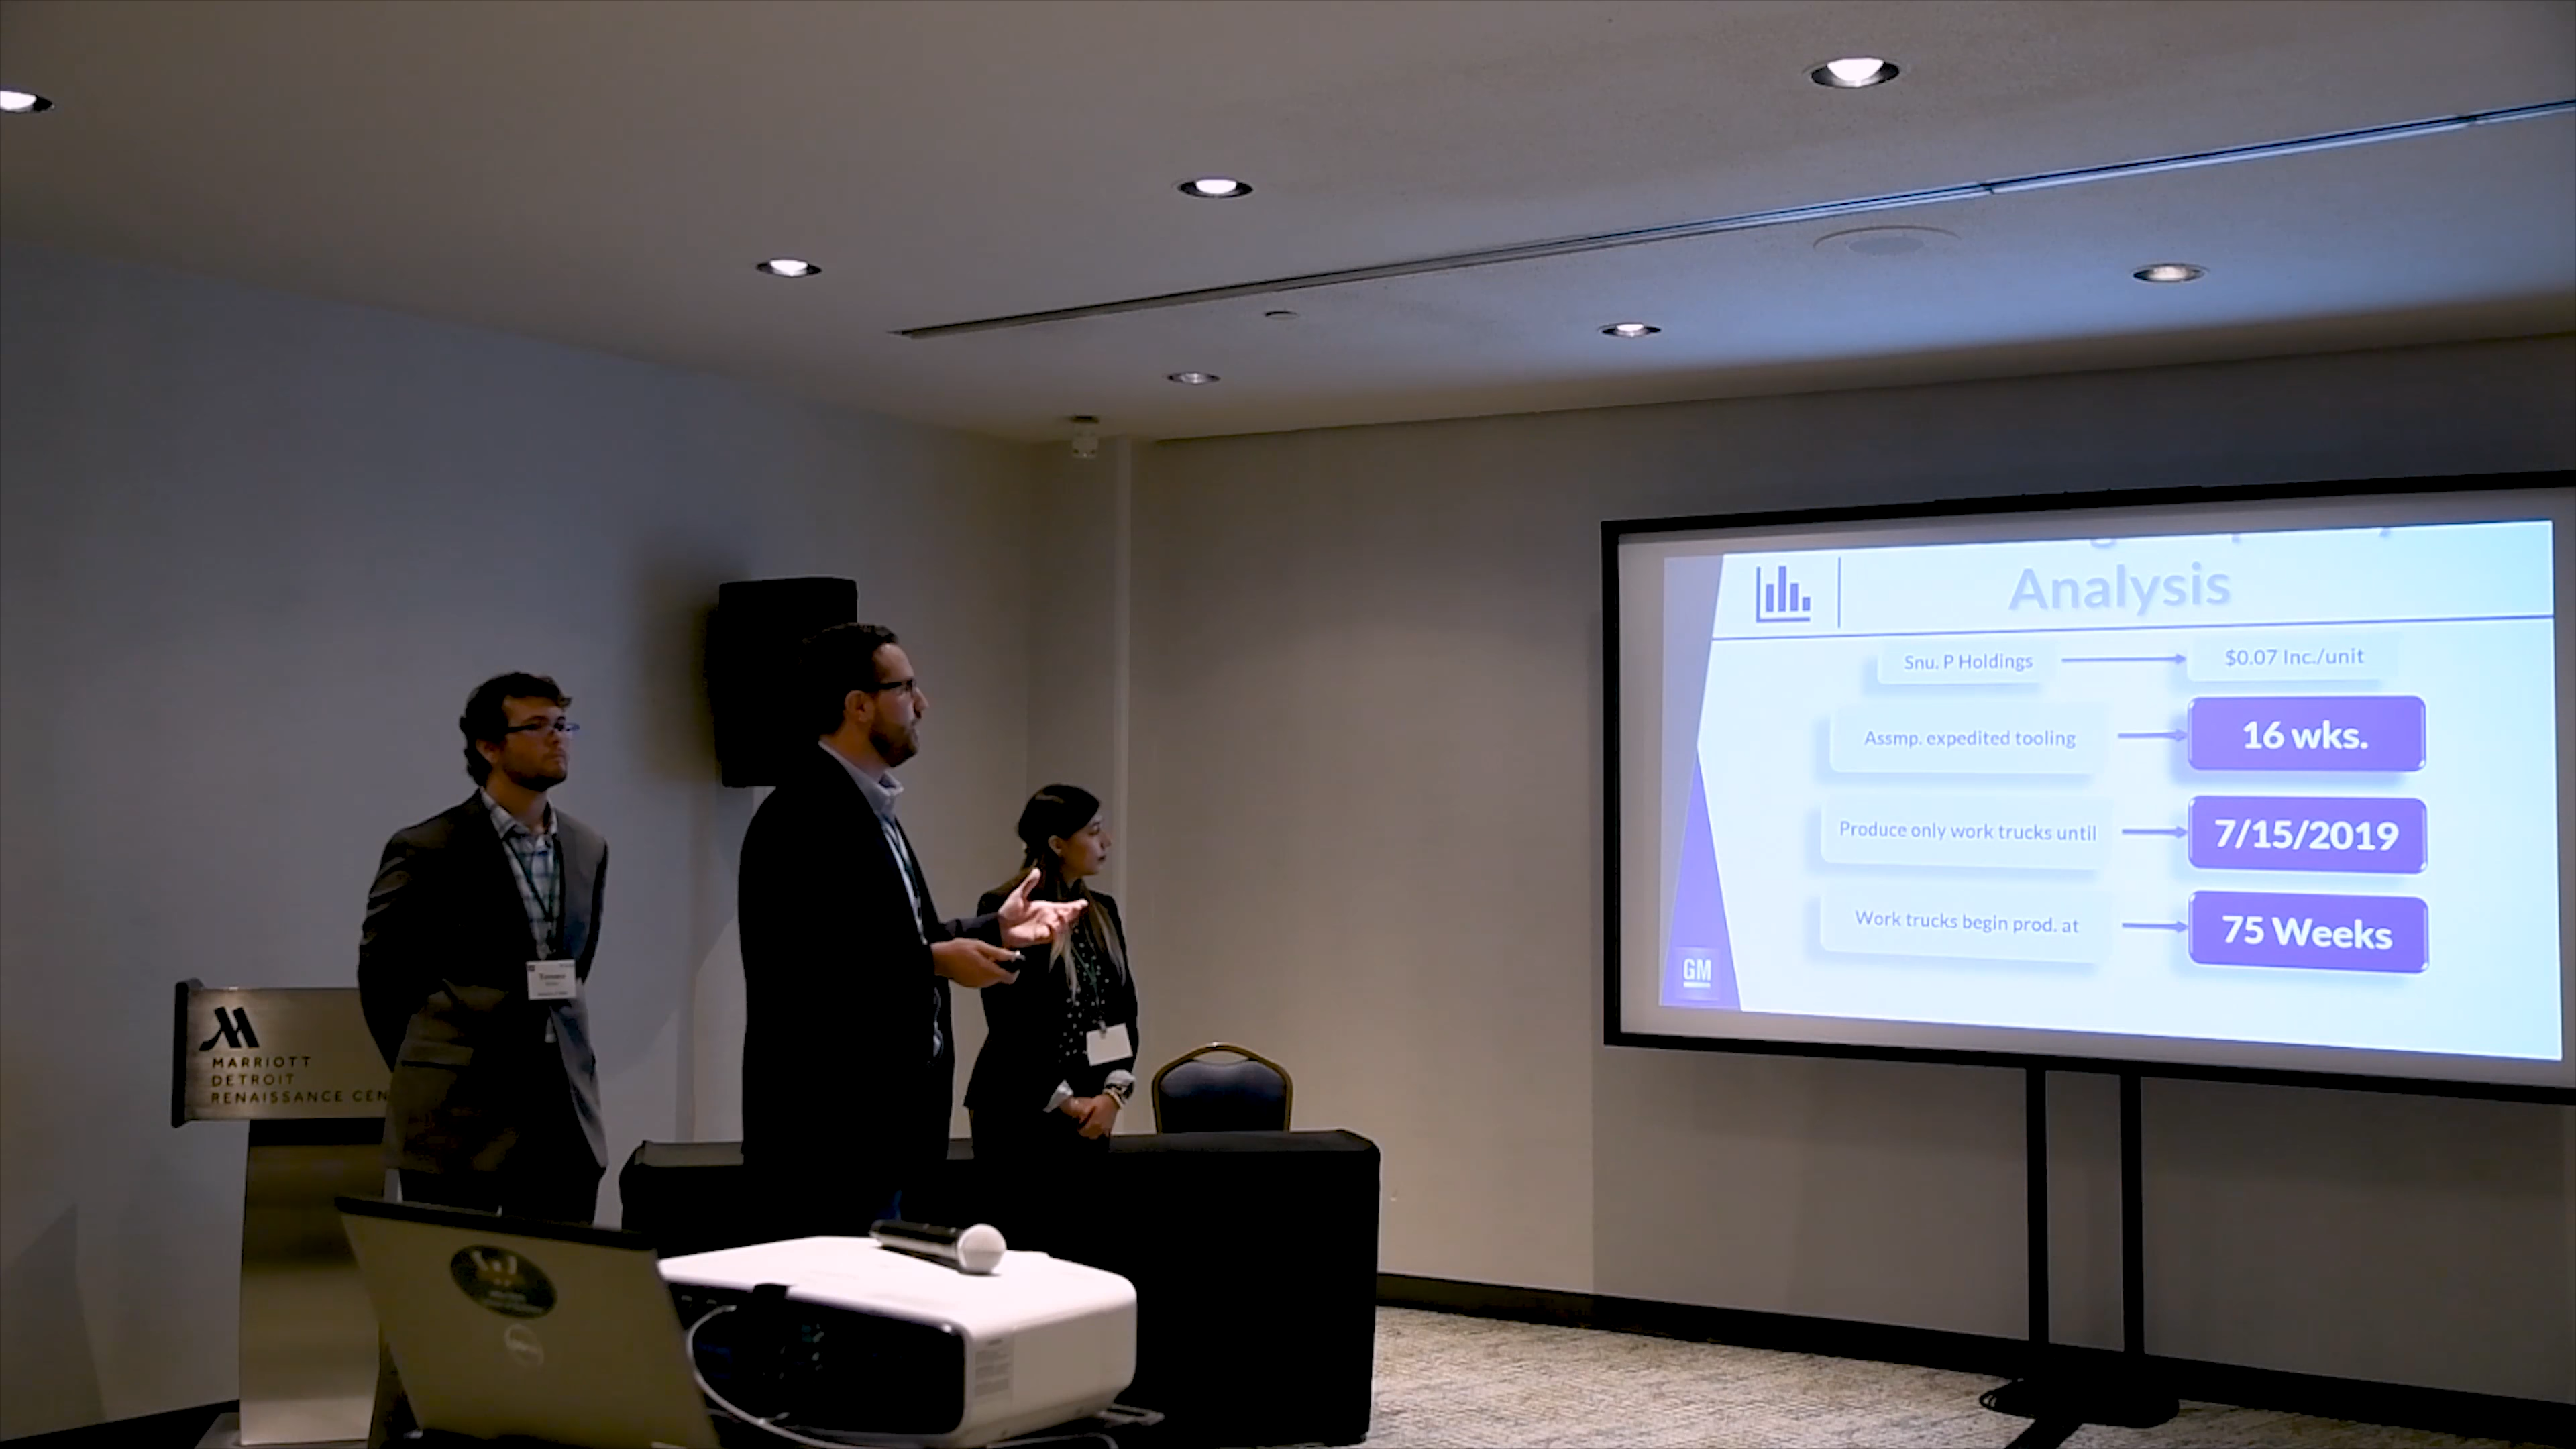 Analysis
Snu. P Holdings
$0.07 Inc./unit
Assmp. expedited tooling
16 wks.
Produce only work trucks until
7/15/2019
Work trucks begin prod. at
75 Weeks
GM
MARRIOTT
DETROIT
RENAISSANCE CEN
DELL